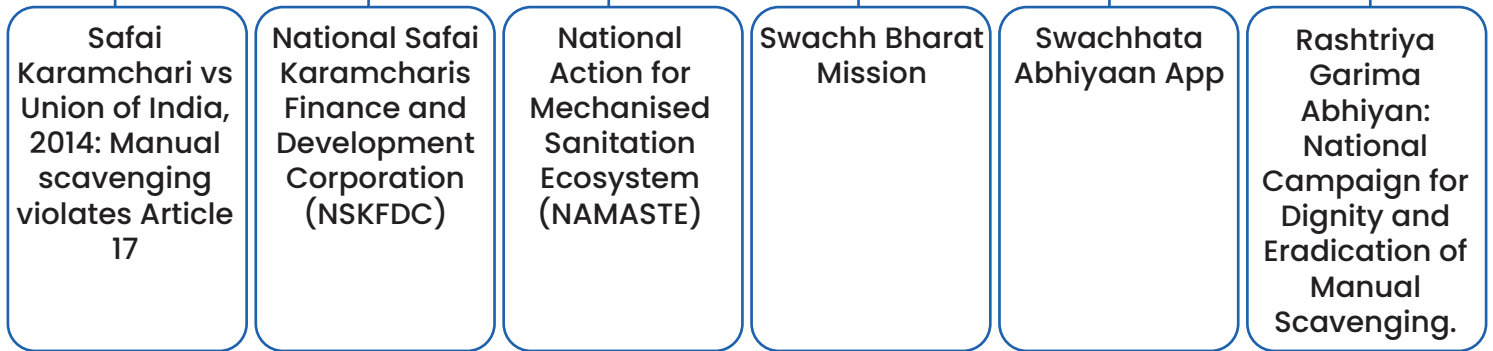 Safai
Karamchari vs
Union of India,
2014: Manual
scavenging
violates Article
17
National Safai
Karamcharis
Finance and
Development
Corporation
(NSKFDC)
National
Action for
Mechanised
Sanitation
Ecosystem
(NAMASTE)
Swachh Bharat
Mission
Swachhata
Abhiyaan App
Rashtriya
Garima
Abhiyan:
National
Campaign for
Dignity and
Eradication of
Manual
Scavenging.